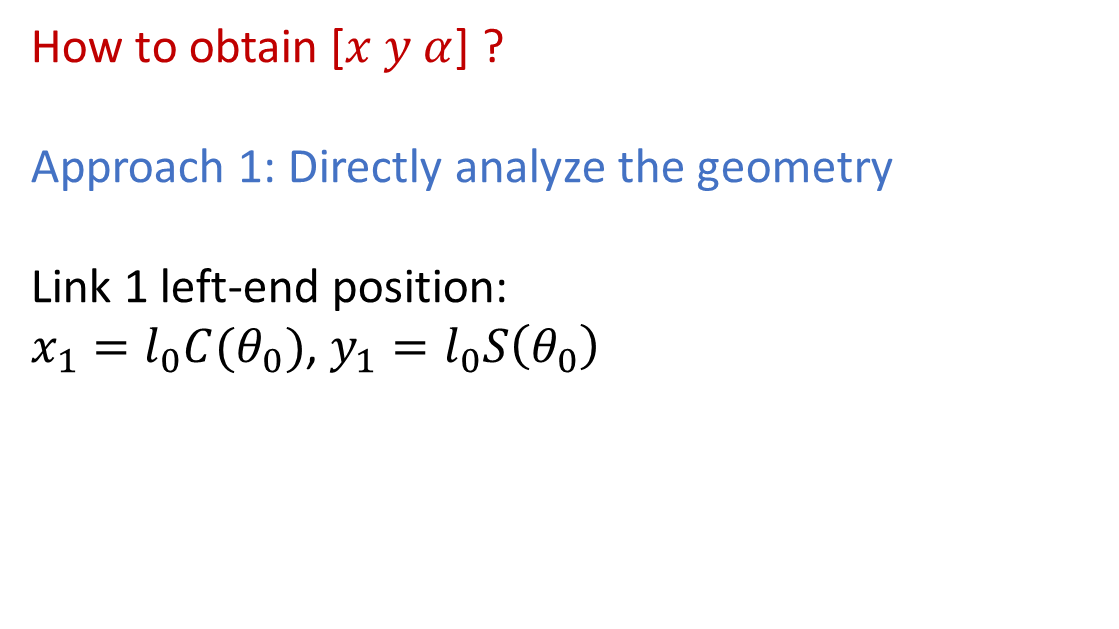 How to obtain [𝑥 𝑦 𝛼] ?
Approach 1: Directly analyze the geometry
Link 1 left-end position:
𝑥₁ = 𝑙₀𝐶(𝜃₀), 𝑦₁ = 𝑙₀𝑆(𝜃₀)